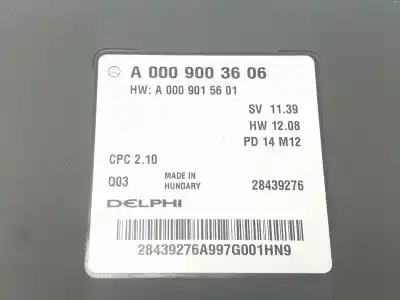 A 000 900 36 06
HW: A 000 901 56 01
SV 11.39
HW 12.08
PD 14 M12
CPC 2.10
Q03 MADE IN HUNGARY 28439276
DELPHI
28439276A997G001HN9